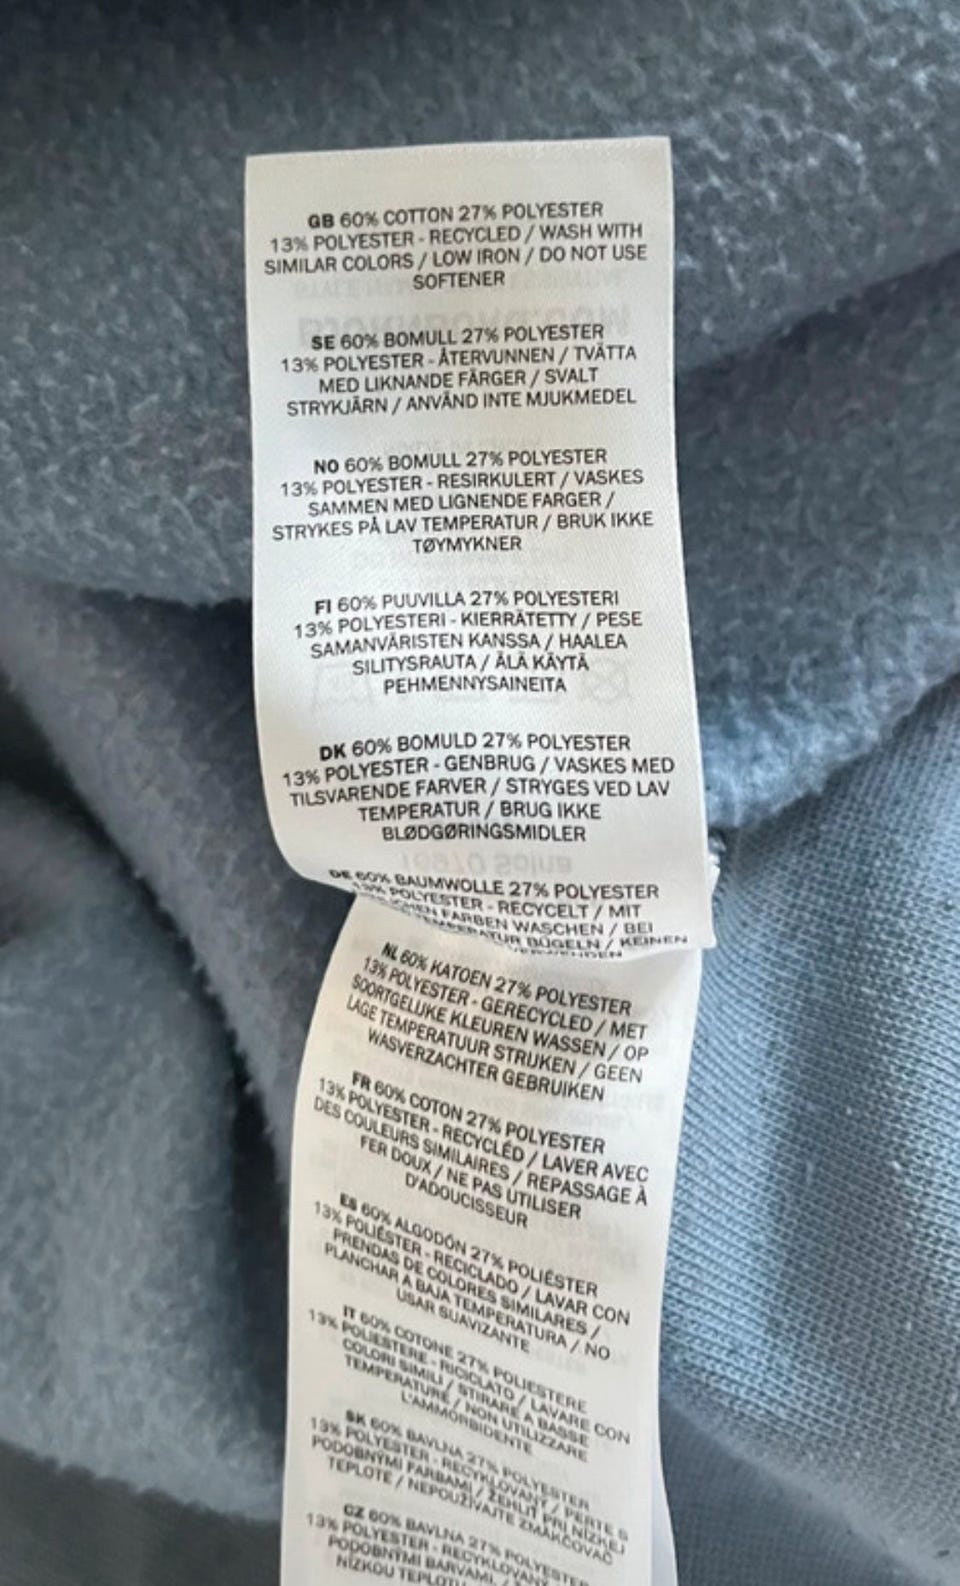 GB 60% COTTON 27% POLYESTER
13% POLYESTER - RECYCLED / WASH WITH
SIMILAR COLORS / LOW IRON / DO NOT USE
SOFTENER
SE 60% BOMULL 27% POLYESTER
13% POLYESTER - ÅTERVUNNEN / TVÄTTA
MED LIKNANDE FÄRGER / SVALT
STRYKJÄRN / ANVÄND INTE MJUKMEDEL
NO 60% BOMULL 27% POLYESTER
13% POLYESTER - RESIRKULERT / VASKES
SAMMEN MED LIGNENDE FARGER /
STRYKES PÅ LAV TEMPERATUR / BRUK IKKE
TØYMYKNER
FI 60% PUUVILLA 27% POLYESTERI
13% POLYESTERI - KIERRÄTETTY / PESE
SAMANVÄRISTEN KANSSA / HAALEA
SILITYSRAUTA / ÄLÄ KÄYTÄ
PEHMENNYSAINEITA
DK 60% BOMULD 27% POLYESTER
13% POLYESTER - GENBRUG / VASKES MED
TILSVARENDE FARVER / STRYGES VED LAV
TEMPERATUR / BRUG IKKE
BLØDGØRINGSMIDLER
DE 60% BAUMWOLLE 27% POLYESTER
13% POLYESTER - RECYCELT / MIT
FARBEN WASCHEN / BEI
BÜGELN / KEINEN
NL 60% KATOEN 27% POLYESTER
13% POLYESTER - GERECYCLED / MET
SOORTGELIJKE KLEUREN WASSEN / OP
LAGE TEMPERATUUR STRIJKEN / GEEN
WASVERZACHTER GEBRUIKEN
FR 60% COTON 27% POLYESTER
13% POLYESTER - RECYCLÉD / LAVER AVEC
DES COULEURS SIMILAIRES / REPASSAGE À
FER DOUX / NE PAS UTILISER
D'ADOUCISSEUR
ES 60% ALGODÓN 27% POLIÉSTER
13% POLIÉSTER - RECICLADO / LAVAR CON
PRENDAS DE COLORES SIMILARES /
PLANCHAR A BAJA TEMPERATURA / NO
USAR SUAVIZANTE
IT 60% COTONE 27% POLIESTERE
13% POLIESTERE - RICICLATO / LAVARE CON
COLORI SIMILI / STIRARE A BASSE
TEMPERATURE / NON UTILIZZARE
L'AMMORBIDENTE
SK 60% BAVLNA 27% POLYESTER
13% POLYESTER - RECYKLOVANÝ / PERTE S
PODOBNÝMI FARBAMI / ŽEHLIT PRI NÍZKEJ
TEPLOTE / NEPOUŽÍVAJTE ZMÄKČOVAČ
CZ 60% BAVLNA 27% POLYESTER
13% POLYESTER - RECYKLOVANÝ
PODOBNÝMI BARVAMI /
NÍZKOU TEPLOTU